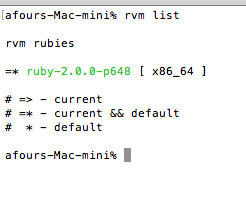 [afours-Mac-mini% rvm list
rvm rubies
=* ruby-2.0.0-p648 [ x86_64 ]
# => - current
# =* - current && default
#  * - default
afours-Mac-mini%